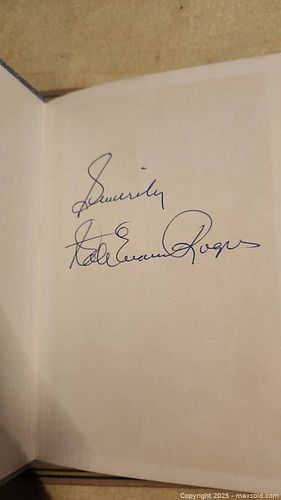 Sincerely
Dale Evans Rogers
Copyright 2025 - maxsold.com